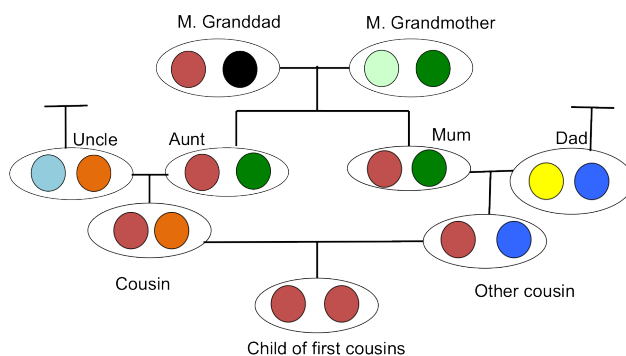 M. Granddad
M. Grandmother
Uncle
Aunt
Mum
Dad
Cousin
Other cousin
Child of first cousins